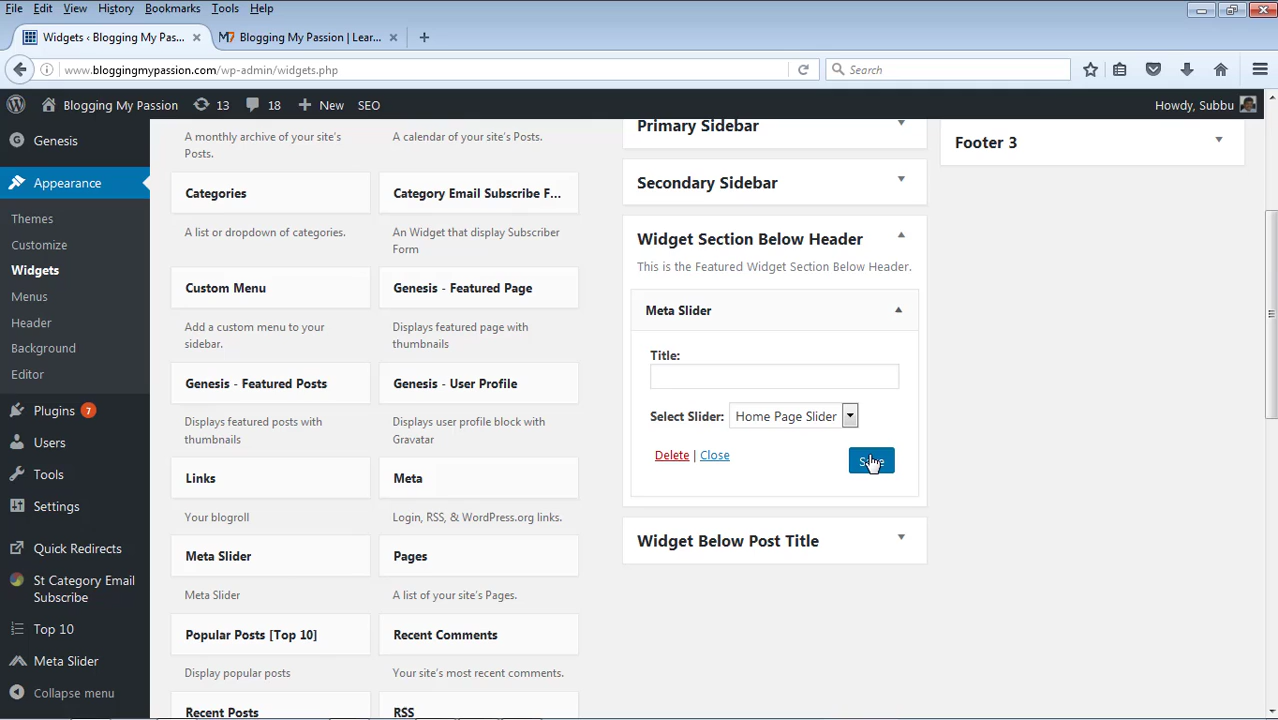 File Edit View History Bookmarks Tools Help
Widgets ‹ Blogging My Pas...
Blogging My Passion | Lear...
www.bloggingmypassion.com/wp-admin/widgets.php
Search
Blogging My Passion 13 18 New SEO
Howdy, Subbu
Genesis
Appearance
Themes
Customize
Widgets
Menus
Header
Background
Editor
Plugins 7
Users
Tools
Settings
Quick Redirects
St Category Email
Subscribe
Top 10
Meta Slider
Collapse menu
A monthly archive of your site's
Posts.
A calendar of your site's Posts.
Categories
A list or dropdown of categories.
Category Email Subscribe F...
An Widget that display Subscriber
Form
Custom Menu
Add a custom menu to your
sidebar.
Genesis - Featured Page
Displays featured page with
thumbnails
Genesis - Featured Posts
Displays featured posts with
thumbnails
Genesis - User Profile
Displays user profile block with
Gravatar
Links
Your blogroll
Meta
Login, RSS, & WordPress.org links.
Meta Slider
Meta Slider
Pages
A list of your site's Pages.
Popular Posts [Top 10]
Display popular posts
Recent Comments
Your site's most recent comments.
Recent Posts
RSS
Primary Sidebar
Secondary Sidebar
Widget Section Below Header
This is the Featured Widget Section Below Header.
Meta Slider
Title:
Select Slider: Home Page Slider
Delete | Close
Save
Widget Below Post Title
Footer 3